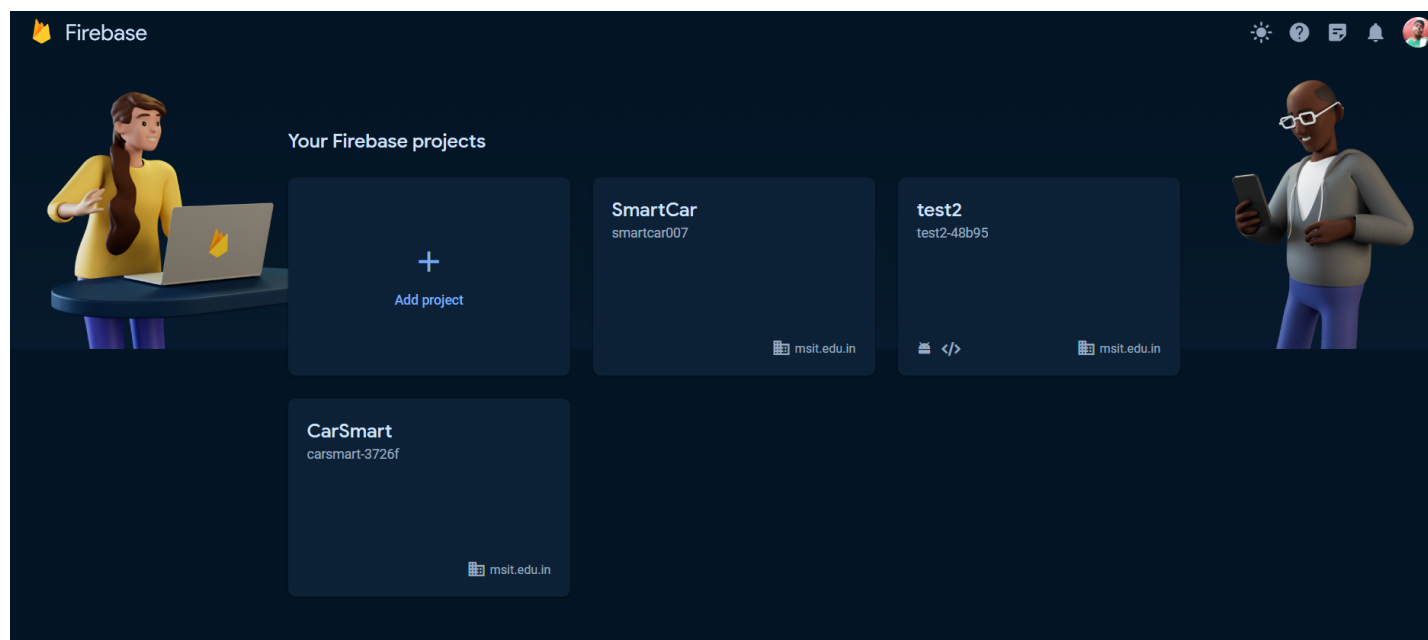 Firebase
Your Firebase projects
Add project
SmartCar
smartcar007
msit.edu.in
test2
test2-48b95
msit.edu.in
CarSmart
carsmart-3726f
msit.edu.in